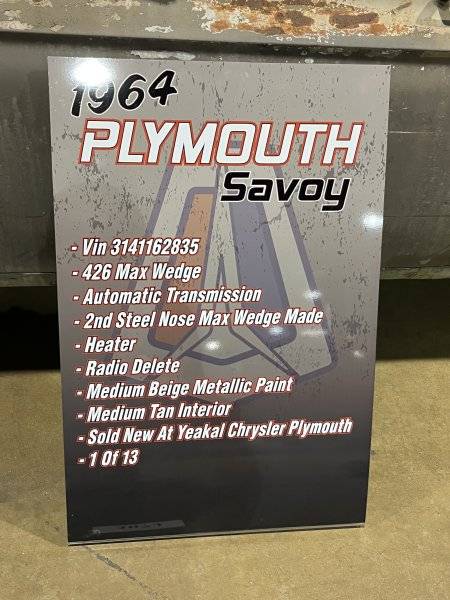 1964
PLYMOUTH
Savoy
- Vin 3141162835
- 426 Max Wedge
- Automatic Transmission
- 2nd Steel Nose Max Wedge Made
- Heater
- Radio Delete
- Medium Beige Metallic Paint
- Medium Tan Interior
- Sold New At Yeakal Chrysler Plymouth
- 1 Of 13